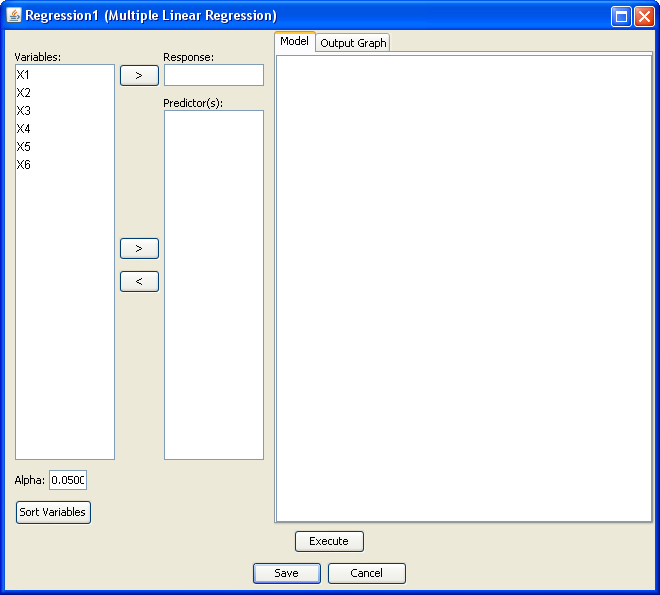 Regression1 (Multiple Linear Regression)
Model
Output Graph
Variables:
Response:
X1
X2
X3
X4
X5
X6
>
Predictor(s):
>
<
Alpha: 0.0500
Sort Variables
Execute
Save
Cancel